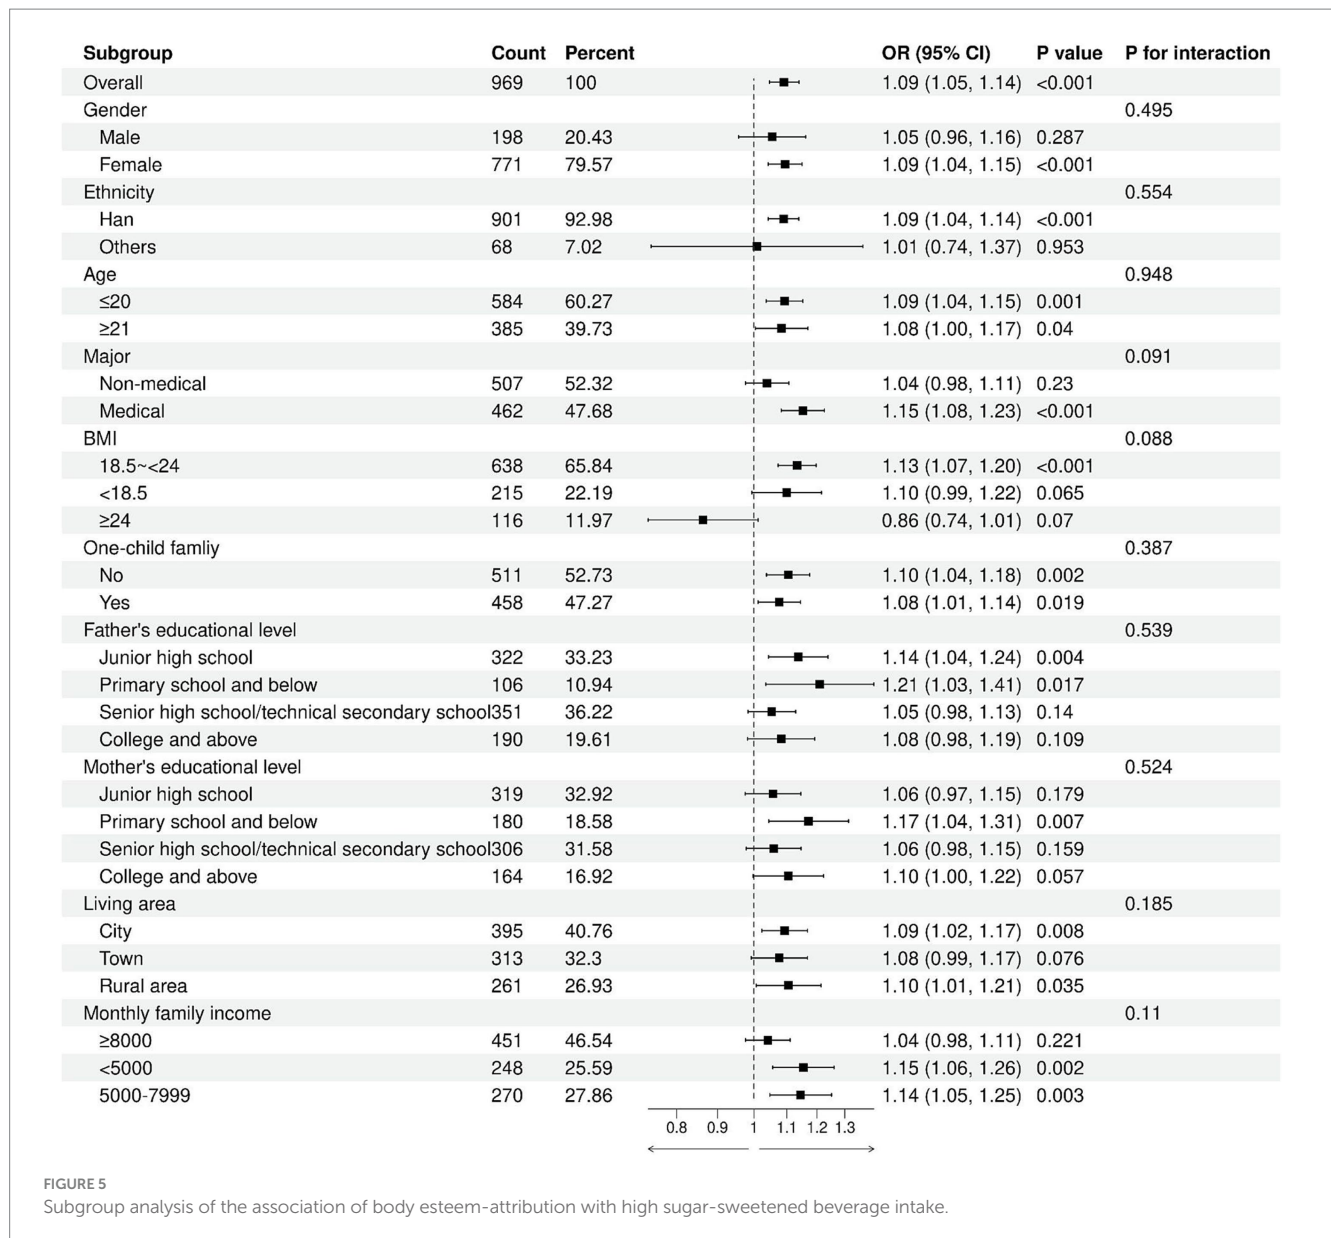 Subgroup Count Percent OR (95% CI) P value P for interaction
Overall 969 100 1.09 (1.05, 1.14) <0.001
Gender 0.495
Male 198 20.43 1.05 (0.96, 1.16) 0.287
Female 771 79.57 1.09 (1.04, 1.15) <0.001
Ethnicity 0.554
Han 901 92.98 1.09 (1.04, 1.14) <0.001
Others 68 7.02 1.01 (0.74, 1.37) 0.953
Age 0.948
≤20 584 60.27 1.09 (1.04, 1.15) 0.001
≥21 385 39.73 1.08 (1.00, 1.17) 0.04
Major 0.091
Non-medical 507 52.32 1.04 (0.98, 1.11) 0.23
Medical 462 47.68 1.15 (1.08, 1.23) <0.001
BMI 0.088
18.5~<24 638 65.84 1.13 (1.07, 1.20) <0.001
<18.5 215 22.19 1.10 (0.99, 1.22) 0.065
≥24 116 11.97 0.86 (0.74, 1.01) 0.07
One-child famliy 0.387
No 511 52.73 1.10 (1.04, 1.18) 0.002
Yes 458 47.27 1.08 (1.01, 1.14) 0.019
Father's educational level 0.539
Junior high school 322 33.23 1.14 (1.04, 1.24) 0.004
Primary school and below 106 10.94 1.21 (1.03, 1.41) 0.017
Senior high school/technical secondary school351 36.22 1.05 (0.98, 1.13) 0.14
College and above 190 19.61 1.08 (0.98, 1.19) 0.109
Mother's educational level 0.524
Junior high school 319 32.92 1.06 (0.97, 1.15) 0.179
Primary school and below 180 18.58 1.17 (1.04, 1.31) 0.007
Senior high school/technical secondary school306 31.58 1.06 (0.98, 1.15) 0.159
College and above 164 16.92 1.10 (1.00, 1.22) 0.057
Living area 0.185
City 395 40.76 1.09 (1.02, 1.17) 0.008
Town 313 32.3 1.08 (0.99, 1.17) 0.076
Rural area 261 26.93 1.10 (1.01, 1.21) 0.035
Monthly family income 0.11
≥8000 451 46.54 1.04 (0.98, 1.11) 0.221
<5000 248 25.59 1.15 (1.06, 1.26) 0.002
5000-7999 270 27.86 1.14 (1.05, 1.25) 0.003
0.8 0.9 1 1.1 1.2 1.3
FIGURE 5
Subgroup analysis of the association of body esteem-attribution with high sugar-sweetened beverage intake.